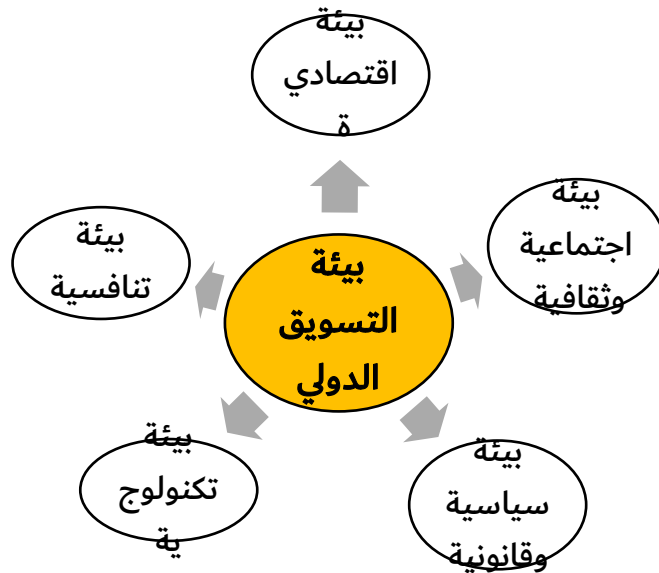 بيئة
اقتصادي
ة
بيئة
اجتماعية
وثقافية
بيئة
تنافسية
بيئة
التسويق
الدولي
بيئة
تكنولوج
ية
بيئة
سياسية
وقانونية